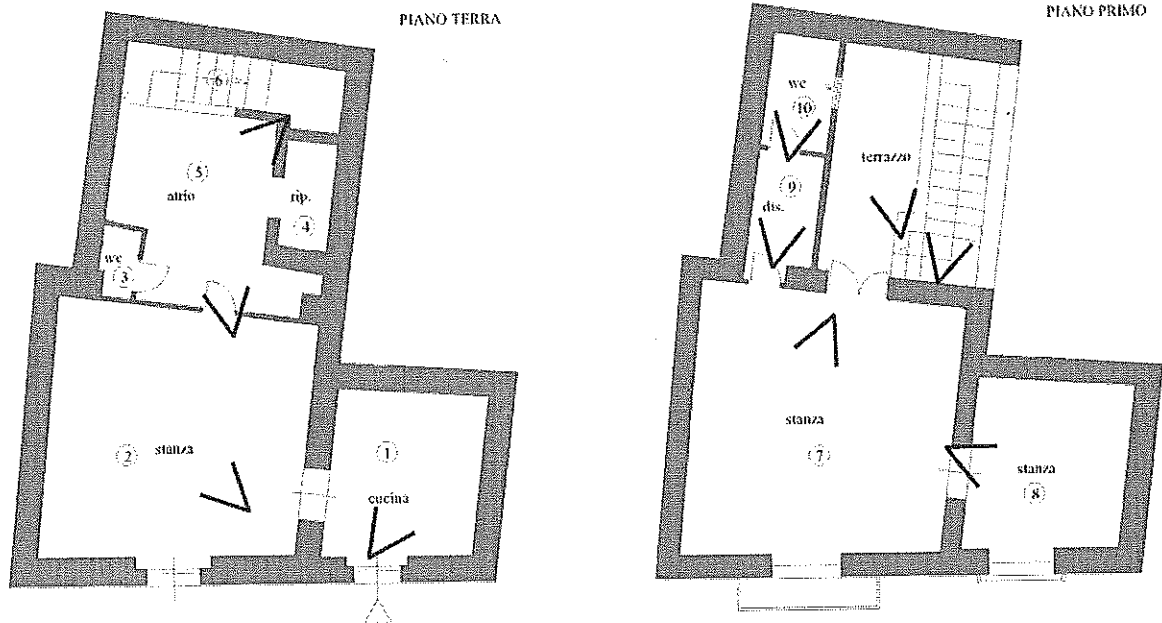 PIANO TERRA
6
5
atrio
rip.
4
wc
3
2
stanza
1
cucina
PIANO PRIMO
wc
10
terrazzo
9
dis.
stanza
7
stanza
8